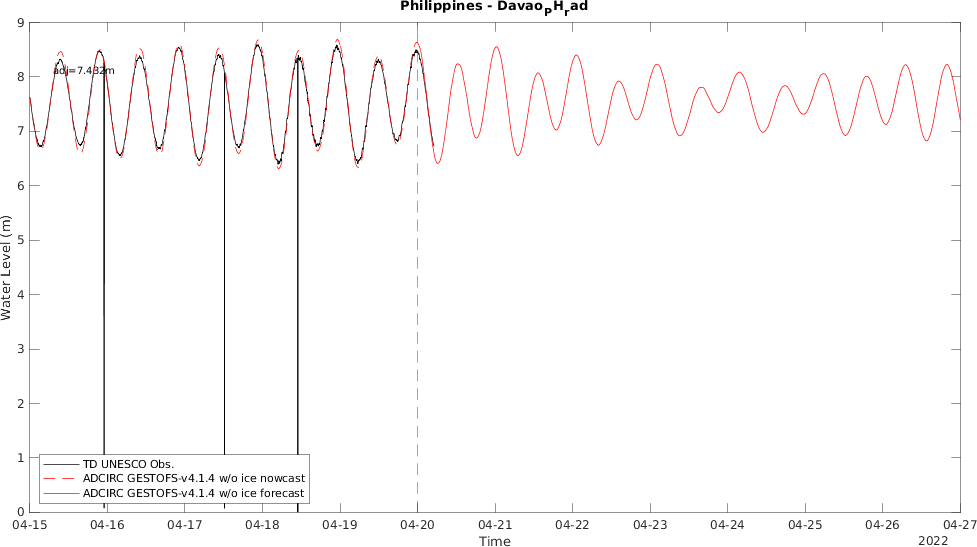 Philippines - Davao_PH_rad
9
8
7
6
5
4
3
2
1
0
Water Level (m)
adj=7.432m
TD UNESCO Obs.
ADCIRC GESTOFS-v4.1.4 w/o ice nowcast
ADCIRC GESTOFS-v4.1.4 w/o ice forecast
04-15 04-16 04-17 04-18 04-19 04-20 04-21 04-22 04-23 04-24 04-25 04-26 04-27
Time
2022